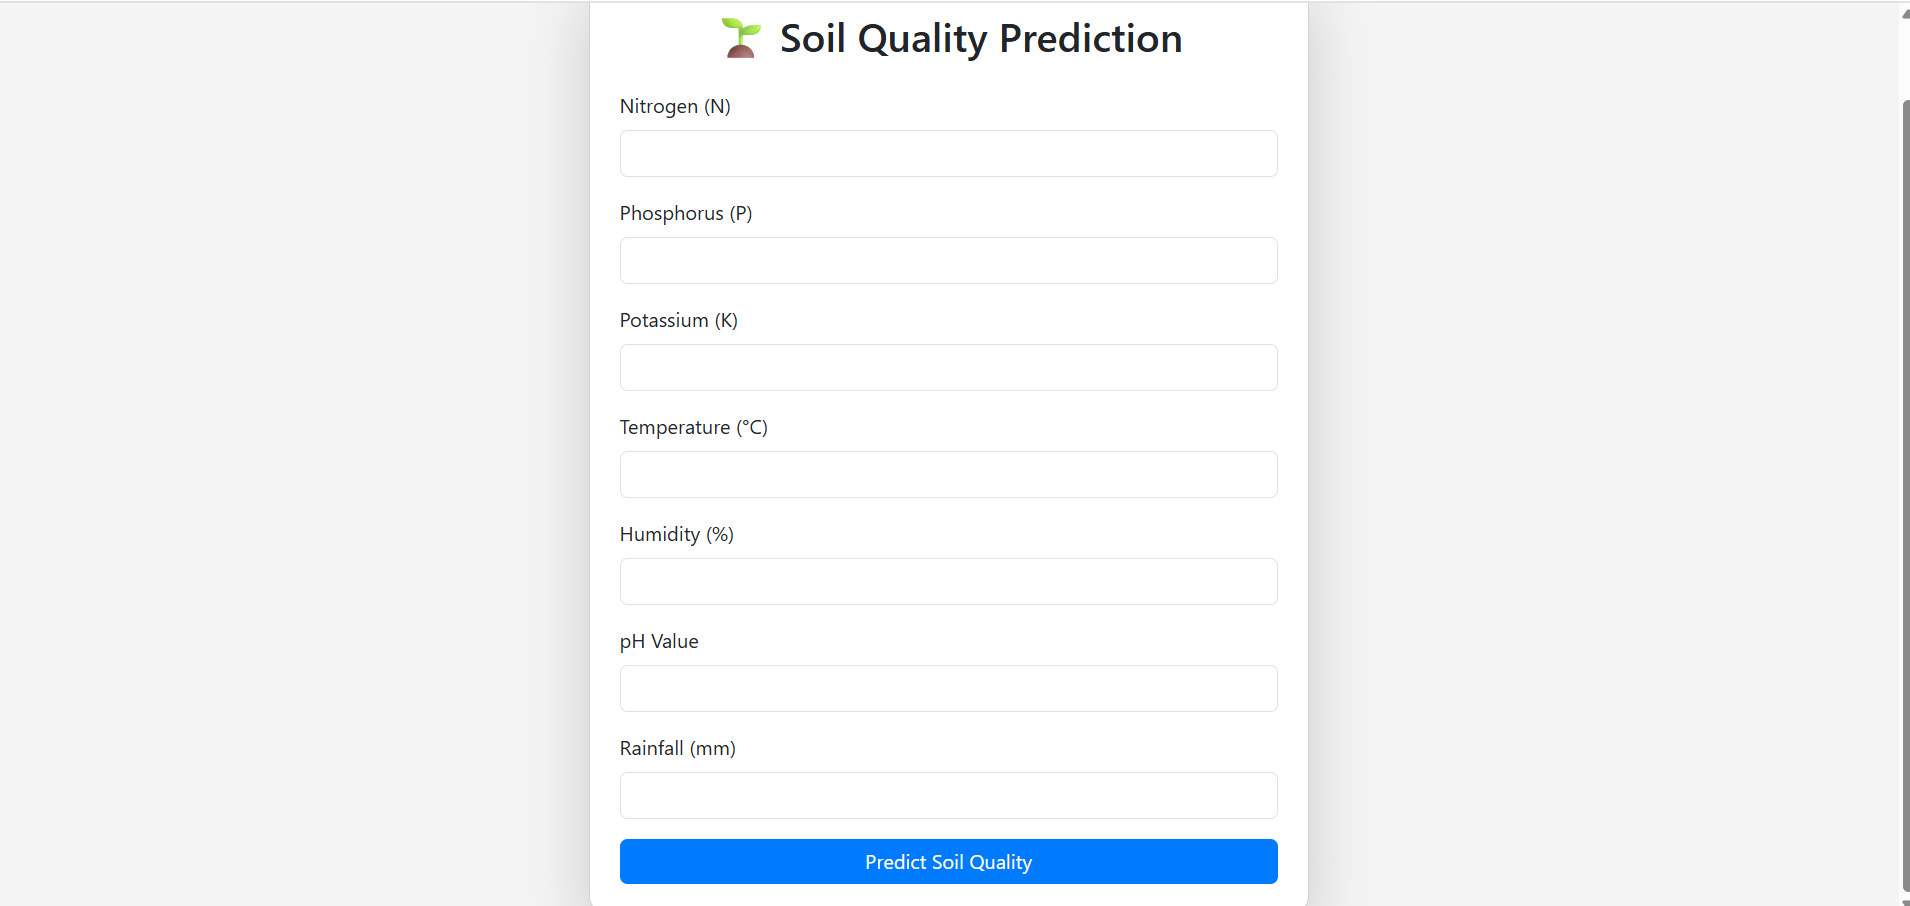 Soil Quality Prediction
Nitrogen (N)
Phosphorus (P)
Potassium (K)
Temperature (°C)
Humidity (%)
pH Value
Rainfall (mm)
Predict Soil Quality